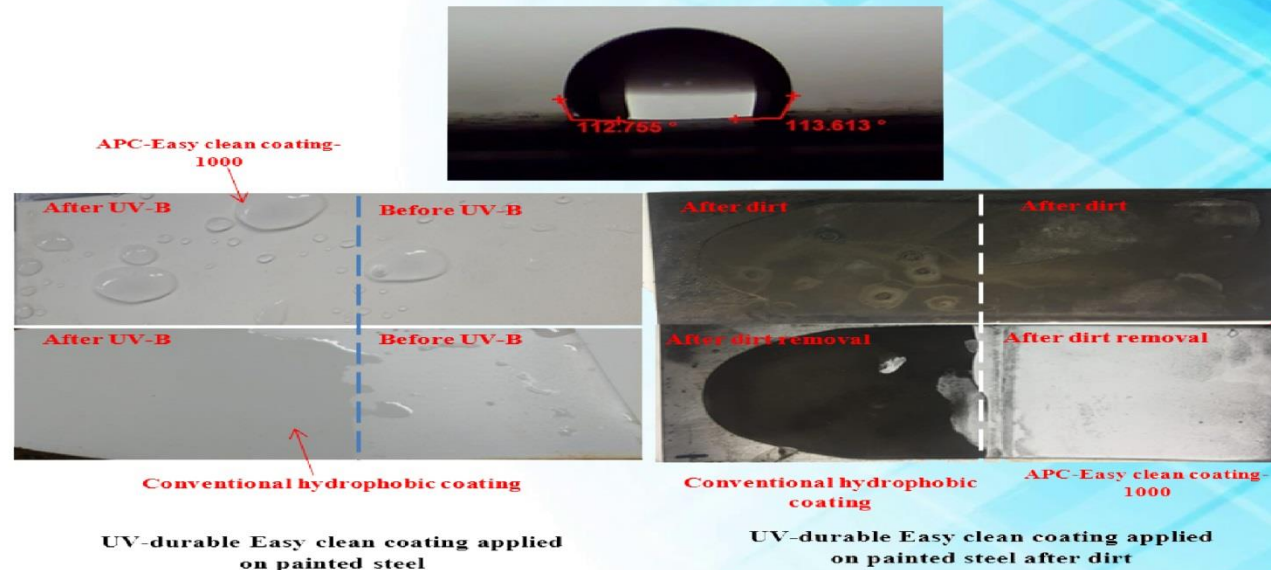 112.755 °
113.613 °
APC-Easy clean coating-
1000
After UV-B
Before UV-B
After UV-B
Before UV-B
Conventional hydrophobic coating
UV-durable Easy clean coating applied
on painted steel
After dirt
After dirt
After dirt removal
After dirt removal
Conventional hydrophobic
coating
APC-Easy clean coating-
1000
UV-durable Easy clean coating applied
on painted steel after dirt